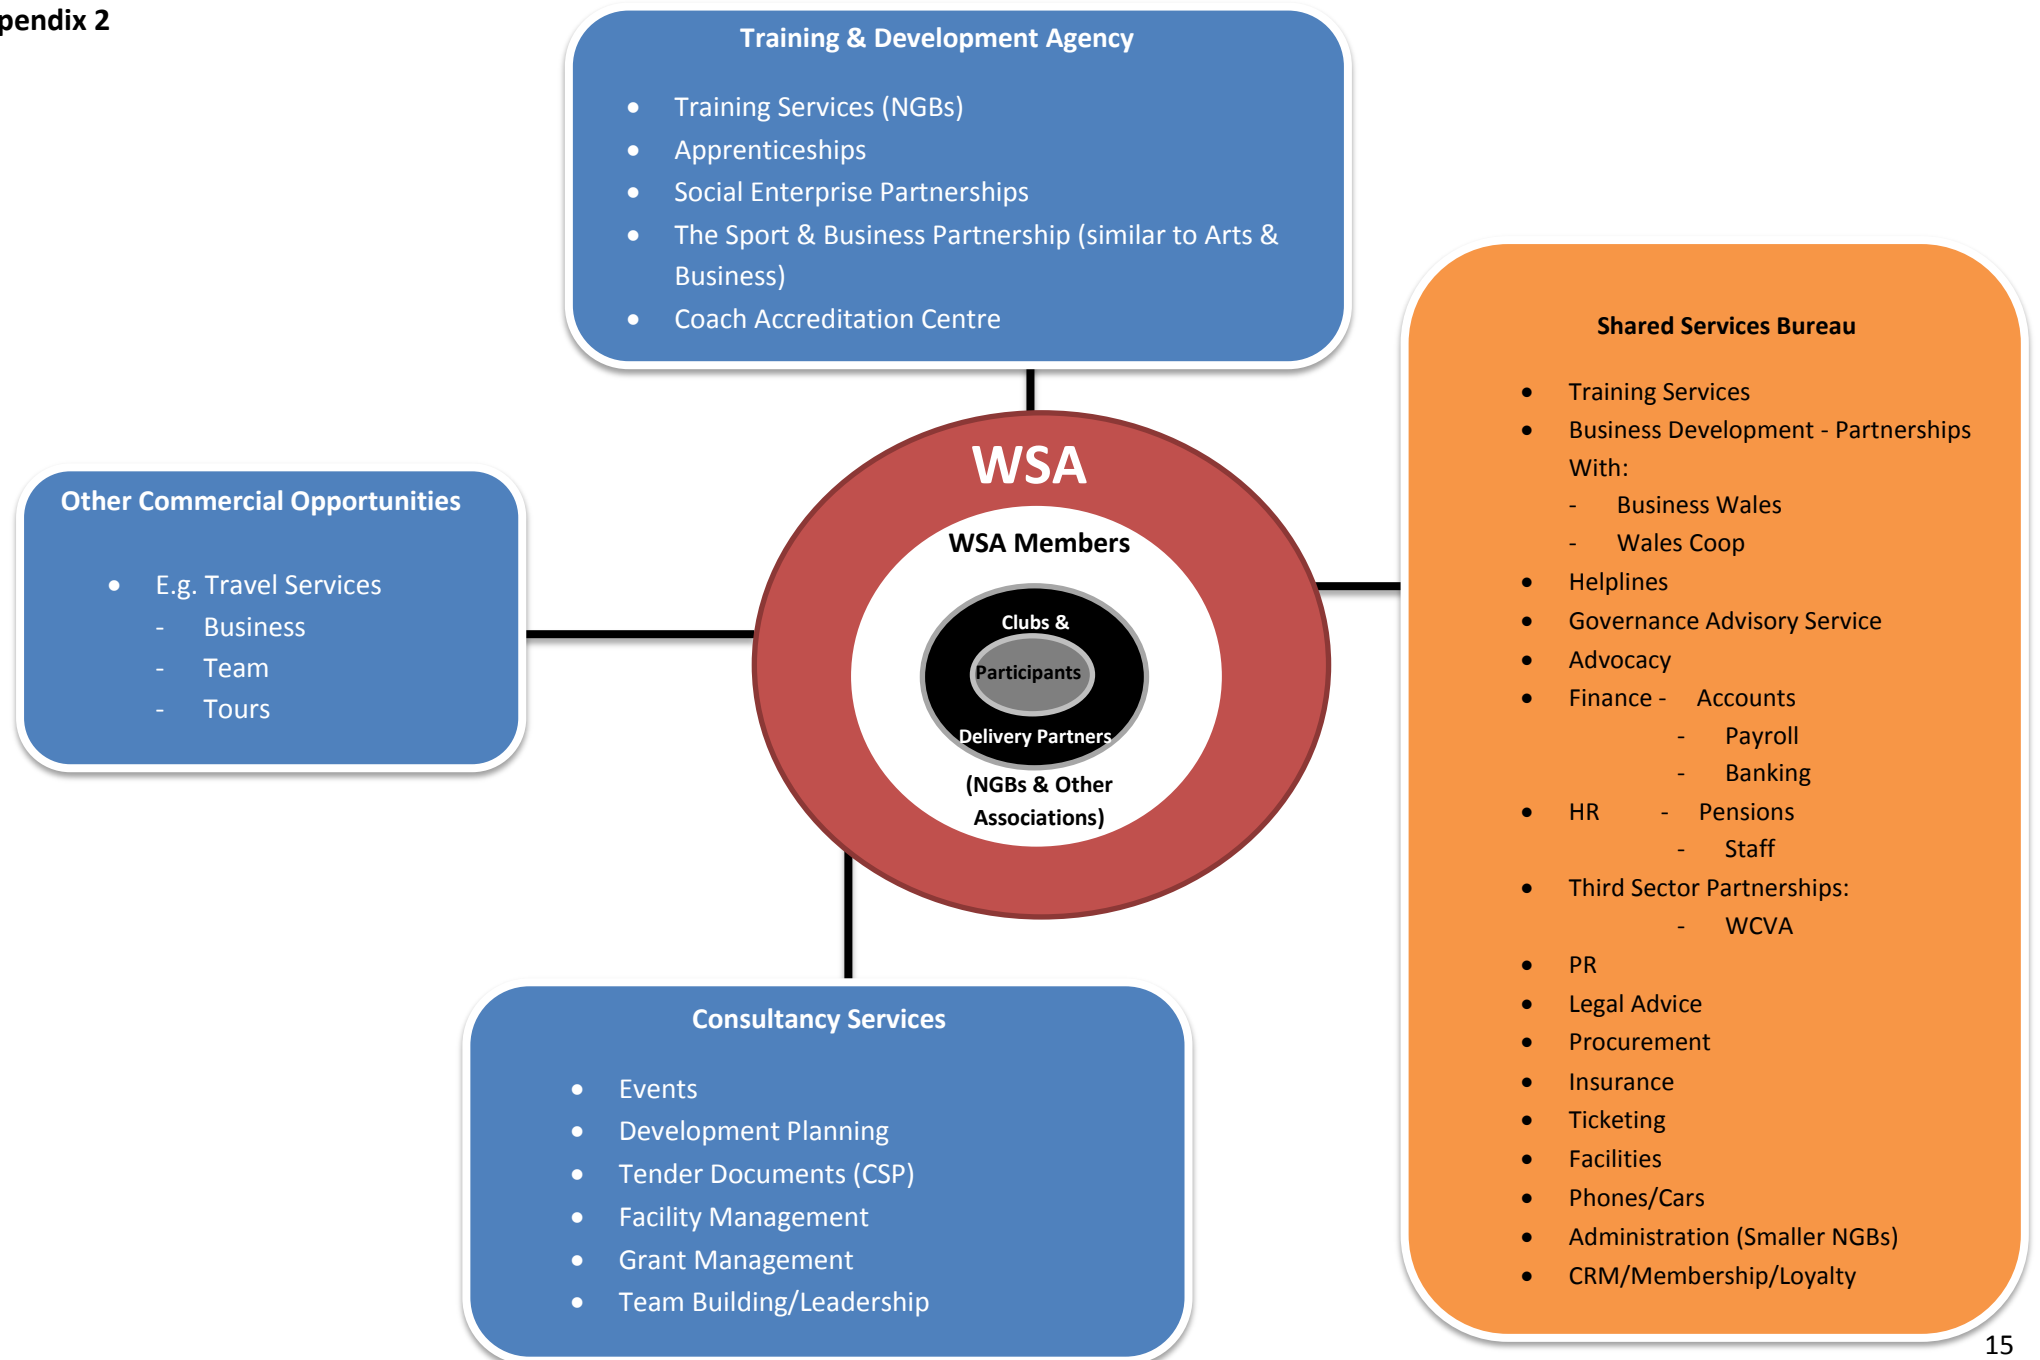 pendix 2
Training & Development Agency
• Training Services (NGBs)
• Apprenticeships
• Social Enterprise Partnerships
• The Sport & Business Partnership (similar to Arts &
Business)
• Coach Accreditation Centre
Other Commercial Opportunities
• E.g. Travel Services
- Business
- Team
- Tours
WSA
WSA Members
Clubs &
Participants
Delivery Partners
(NGBs & Other
Associations)
Shared Services Bureau
• Training Services
• Business Development - Partnerships
With:
- Business Wales
- Wales Coop
• Helplines
• Governance Advisory Service
• Advocacy
• Finance - Accounts
- Payroll
- Banking
• HR - Pensions
- Staff
• Third Sector Partnerships:
- WCVA
• PR
• Legal Advice
• Procurement
• Insurance
• Ticketing
• Facilities
• Phones/Cars
• Administration (Smaller NGBs)
• CRM/Membership/Loyalty
Consultancy Services
• Events
• Development Planning
• Tender Documents (CSP)
• Facility Management
• Grant Management
• Team Building/Leadership
15